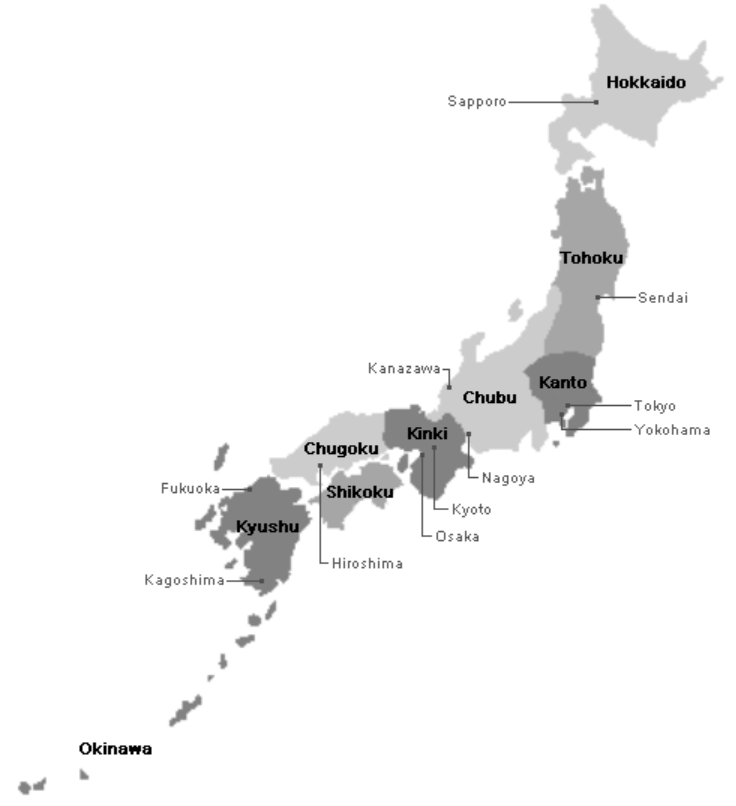 Hokkaido
Sapporo
Tohoku
Sendai
Kanazawa
Kanto
Chubu
Tokyo
Kinki
Yokohama
Chugoku
Nagoya
Fukuoka
Shikoku
Kyoto
Kyushu
Osaka
Hiroshima
Kagoshima
Okinawa